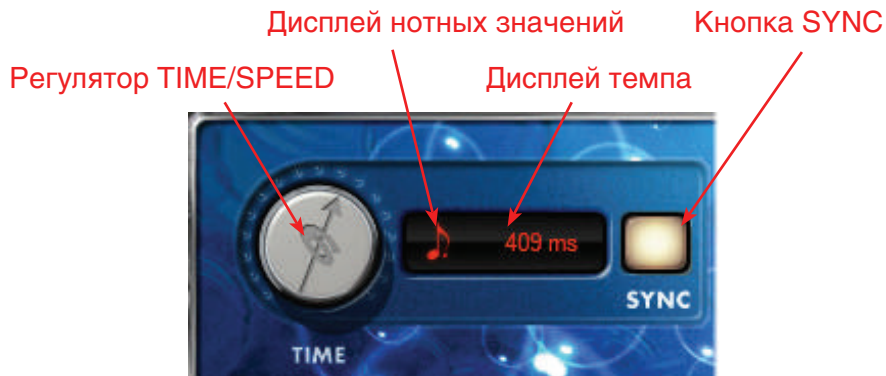 Дисплей нотных значений
Кнопка SYNC
Регулятор TIME/SPEED
Дисплей темпа
409 ms
SYNC
TIME